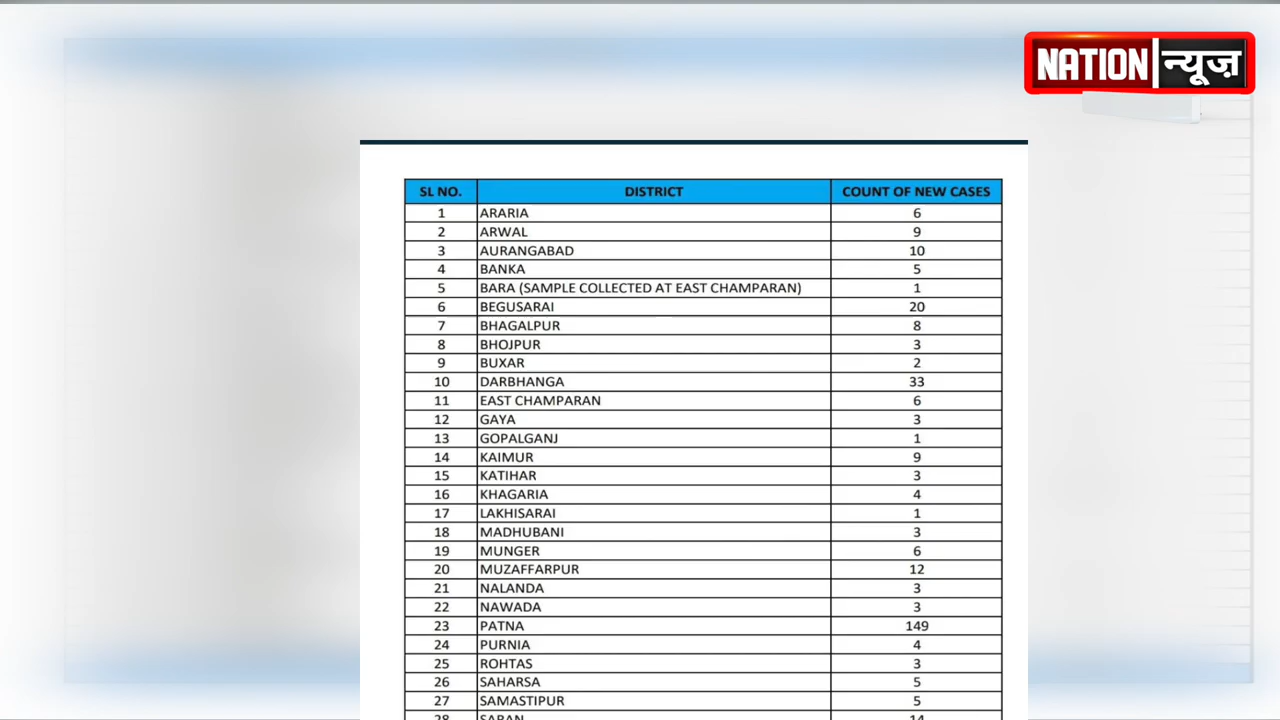 NATION न्यूज़
SL NO. DISTRICT COUNT OF NEW CASES
1 ARARIA 6
2 ARWAL 9
3 AURANGABAD 10
4 BANKA 5
5 BARA (SAMPLE COLLECTED AT EAST CHAMPARAN) 1
6 BEGUSARAI 20
7 BHAGALPUR 8
8 BHOJPUR 3
9 BUXAR 2
10 DARBHANGA 33
11 EAST CHAMPARAN 6
12 GAYA 3
13 GOPALGANJ 1
14 KAIMUR 9
15 KATIHAR 3
16 KHAGARIA 4
17 LAKHISARAI 1
18 MADHUBANI 3
19 MUNGER 6
20 MUZAFFARPUR 12
21 NALANDA 3
22 NAWADA 3
23 PATNA 149
24 PURNIA 4
25 ROHTAS 3
26 SAHARSA 5
27 SAMASTIPUR 5
28 SARAN 14